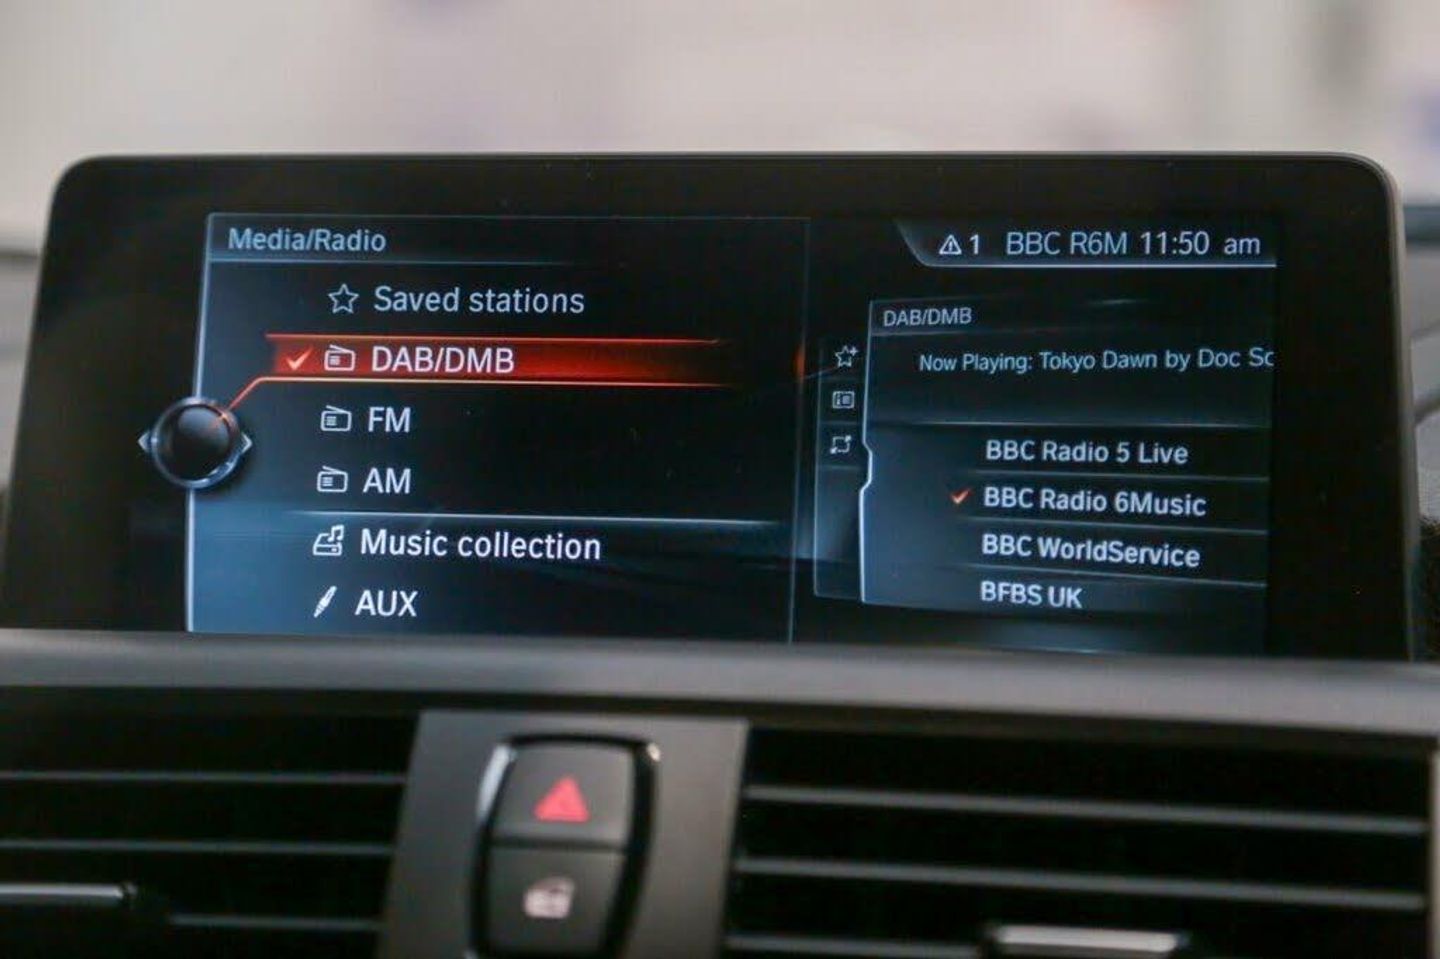 Media/Radio
Saved stations
DAB/DMB
FM
AM
Music collection
AUX
1 BBC R6M 11:50 am
DAB/DMB
Now Playing: Tokyo Dawn by Doc Sc
BBC Radio 5 Live
BBC Radio 6Music
BBC WorldService
BFBS UK